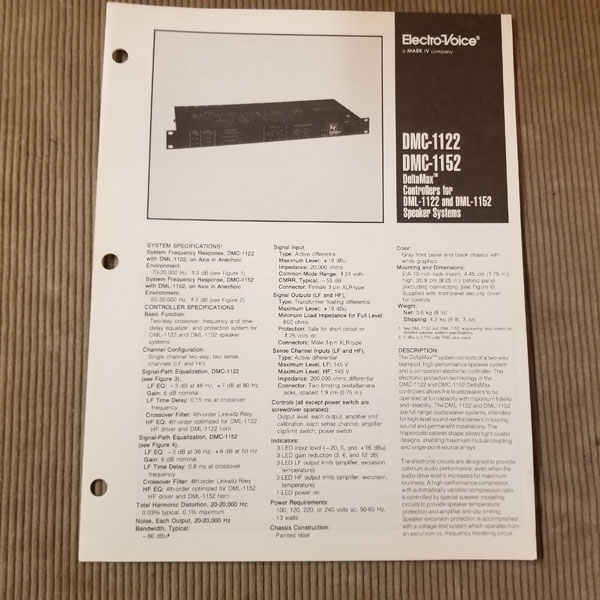 Electro-Voice®
a MARK IV company
DMC-1122
DMC-1152
DeltaMax™
Controllers for
DML-1122 and DML-1152
Speaker Systems
SYSTEM SPECIFICATIONS¹
System Frequency Response, DMC-1122
with DML-1122, on Axis in Anechoic
Environment:
70-20,000 Hz, ±3 dB (see Figure 1)
System Frequency Response, DMC-1152
with DML-1152, on Axis in Anechoic
Environment:
50-20,000 Hz, ±3 dB (see Figure 2)
CONTROLLER SPECIFICATIONS
Basic Function:
Two-way crossover, frequency and time-
delay equalizer, and protection system for
DML-1122 and DML-1152 speaker
systems.
Channel Configuration:
Single channel two-way; two sense
channels (LF and HF)
Signal-Path Equalization, DMC-1122
(see Figure 3),
LF EQ: −3 dB at 48 Hz, +7 dB at 80 Hz
Gain: 6 dB nominal
LF Time Delay: 0.15 ms at crossover
frequency
Crossover Filter: 4th-order Linkwitz Riley
HF EQ: 4th-order optimized for DML-1122
HF driver and DML-1122 horn
Signal-Path Equalization, DMC-1152
(see Figure 4),
LF EQ: −3 dB at 36 Hz, +6 dB at 50 Hz
Gain: 6 dB nominal
LF Time Delay: 0.8 ms at crossover
frequency
Crossover Filter: 4th-order Linkwitz Riley
HF EQ: 4th-order optimized for DML-1152
HF driver and DML-1152 horn
Total Harmonic Distortion, 20-20,000 Hz:
0.03% typical, 0.1% maximum
Noise, Each Output, 20-20,000 Hz
Bandwidth, Typical:
−86 dBu²
Signal Input,
Type: Active differential
Maximum Level: +18 dBu
Impedance: 20,000 ohms
Common-Mode Range: ±24 volts
CMRR, Typical: −55 dB
Connector: Female 3-pin XLR-type
Signal Outputs (LF and HF),
Type: Transformer floating differential
Maximum Level: +18 dBu
Minimum Load Impedance for Full Level:
600 ohms
Protection: Safe for short circuit or
±25 volts dc
Connectors: Male 3-pin XLR-type
Sense Channel Inputs (LF and HF),
Type: Active differential
Maximum Level, LF: 145 V
Maximum Level, HF: 145 V
Impedance: 200,000 ohms differential
Connector: Two binding posts/banana
jacks, spaced 1.9 cm (0.75 in.)
Controls (all except power switch are
screwdriver operated):
Output level, each output; amplifier limit
calibration, each sense channel; amplifier
clip/limit switch; power switch
Indicators:
3-LED input level (−20, 0, and +16 dBu)
3-LED gain reduction (3, 6, and 12 dB)
3-LED LF output limits (amplifier, excursion,
temperature)
3-LED HF output limits (amplifier, excursion,
temperature)
1-LED power on
Power Requirements:
100, 120, 220, or 240 volts ac, 50-60 Hz,
13 watts
Chassis Construction:
Painted steel
Color:
Gray front panel and black chassis with
white graphics
Mounting and Dimensions:
EIA 19-inch rack mount, 4.45 cm (1.75 in.)
high, 20.9 cm (8.25 in.) behind panel
(excluding connectors) (see Figure 6)
Supplied with front-panel security cover
for controls
Weight,
Net: 3.6 kg (8 lb)
Shipping: 4.2 kg (9 lb, 3 oz)
1. See DML-1122 and DML-1152 engineering data sheets for
detailed speaker system specifications.
DESCRIPTION:
The DeltaMax™ system consists of a two-way
biamped, high-performance speaker system
and a companion electronic controller. The
electronic protection technology in the
DMC-1122 and DMC-1152 DeltaMax
controllers allows the loudspeakers to be
operated at full capacity with maximum fidelity
and reliability. The DML-1122 and DML-1152
are full-range loudspeaker systems, intended
for high-level sound reinforcement in touring
sound and permanent installations. The
trapezoidal cabinet shape allows tight cluster
designs, enabling maximum mutual coupling
and single point-source arrays.
The electronic circuits are designed to provide
optimum audio performance, even when the
audio drive level is increased for maximum
loudness. A high-performance compressor
with automatically variable compression ratio
is controlled by special speaker modeling
circuits to provide speaker temperature
protection and amplifier anti-clip limiting.
Speaker excursion protection is accomplished
with a voltage-limit system which operates from
an excursion-vs.-frequency modeling circuit.